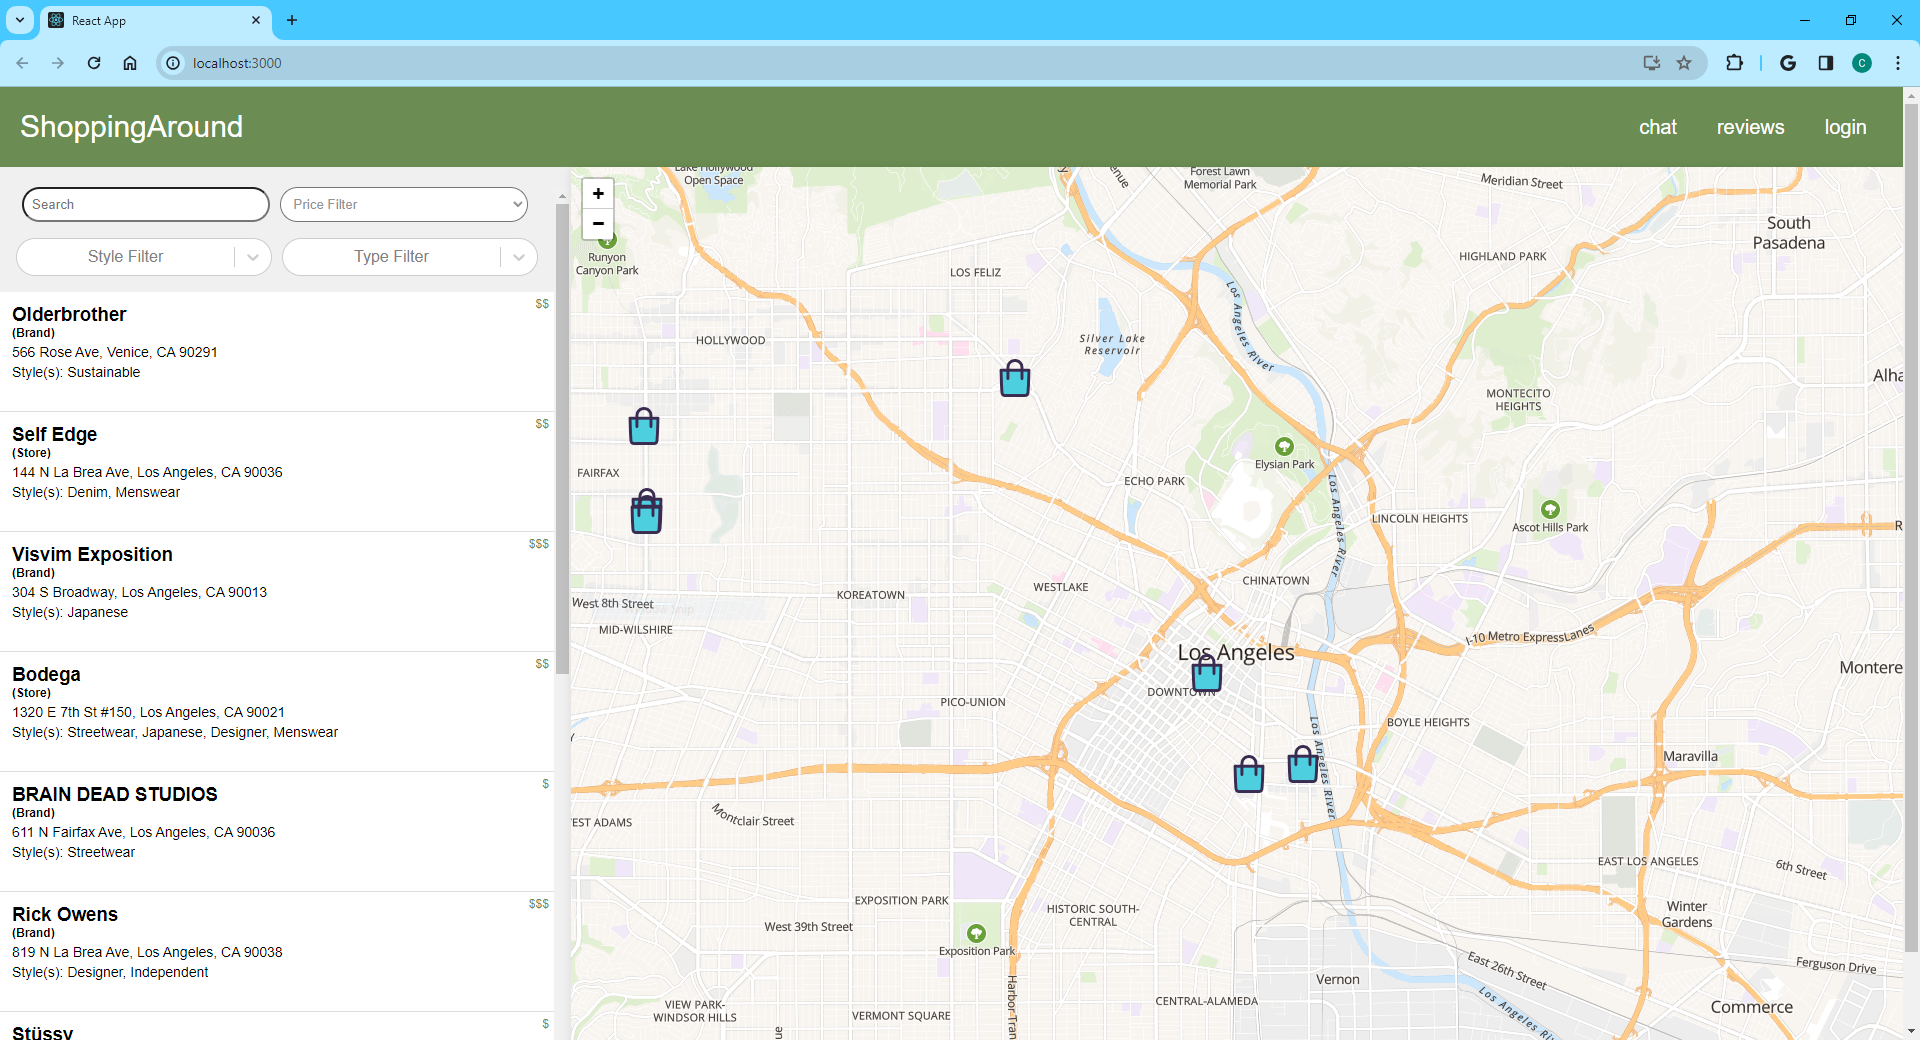 React App
localhost:3000
C
ShoppingAround
chat
reviews
login
Search
Price Filter
Style Filter
Type Filter
Olderbrother
$$
(Brand)
566 Rose Ave, Venice, CA 90291
Style(s): Sustainable
Self Edge
$$
(Store)
144 N La Brea Ave, Los Angeles, CA 90036
Style(s): Denim, Menswear
Visvim Exposition
$$$
(Brand)
304 S Broadway, Los Angeles, CA 90013
Style(s): Japanese
Bodega
$$
(Store)
1320 E 7th St #150, Los Angeles, CA 90021
Style(s): Streetwear, Japanese, Designer, Menswear
BRAIN DEAD STUDIOS
$
(Brand)
611 N Fairfax Ave, Los Angeles, CA 90036
Style(s): Streetwear
Rick Owens
$$$
(Brand)
819 N La Brea Ave, Los Angeles, CA 90038
Style(s): Designer, Independent
Stüssy
$
+
−
Lake Hollywood
Open Space
Forest Lawn
Memorial Park
Meridian Street
South
Pasadena
Runyon
Canyon Park
LOS FELIZ
HIGHLAND PARK
Los Angeles River
HOLLYWOOD
Silver Lake
Reservoir
Alha
MONTECITO
HEIGHTS
FAIRFAX
Elysian Park
ECHO PARK
Los Angeles River
LINCOLN HEIGHTS
Ascot Hills Park
CHINATOWN
WESTLAKE
KOREATOWN
West 8th Street
MID-WILSHIRE
I-10 Metro ExpressLanes
Los Angeles
Montere
DOWNTOWN
PICO-UNION
BOYLE HEIGHTS
Los Angeles River
Maravilla
Montclair Street
EST ADAMS
EAST LOS ANGELES
6th Street
EXPOSITION PARK
HISTORIC SOUTH-
CENTRAL
West 39th Street
Winter
Gardens
Exposition Park
East 26th Street
Ferguson Drive
Vernon
Harbor Tran
CENTRAL-ALAMEDA
VIEW PARK-
WINDSOR HILLS
VERMONT SQUARE
Los Angeles Riv
Commerce